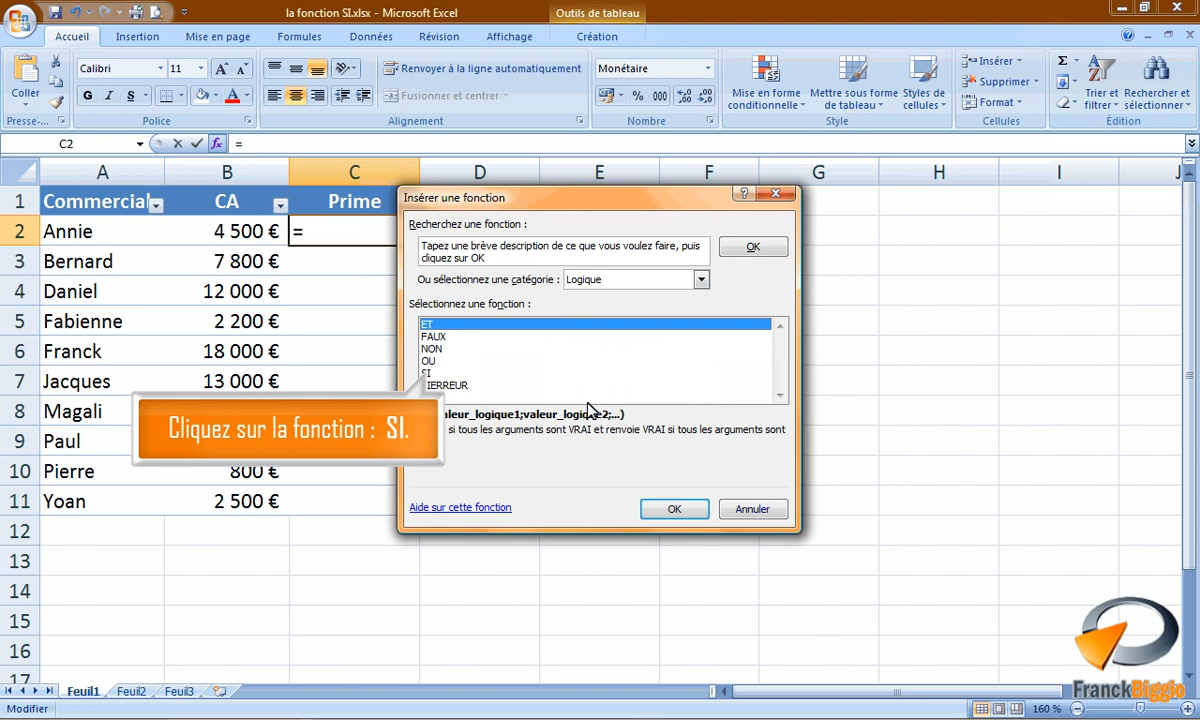 la fonction SI.xlsx - Microsoft Excel
Outils de tableau
Accueil Insertion Mise en page Formules Données Révision Affichage Création
Coller
Presse-...
Calibri 11
G I S
Police
Renvoyer à la ligne automatiquement
Fusionner et centrer
Alignement
Monétaire
% 000
Nombre
Mise en forme conditionnelle
Mettre sous forme de tableau
Styles de cellules
Style
Insérer
Supprimer
Format
Cellules
Σ
Trier et filtrer
Rechercher et sélectionner
Édition
C2 fx =
A B C D E F G H I J
1 Commercial CA Prime
2 Annie 4 500 € =
3 Bernard 7 800 €
4 Daniel 12 000 €
5 Fabienne 2 200 €
6 Franck 18 000 €
7 Jacques 13 000 €
8 Magali
9 Paul
10 Pierre 800 €
11 Yoan 2 500 €
12
13
14
15
16
17
Insérer une fonction
Recherchez une fonction :
Tapez une brève description de ce que vous voulez faire, puis
cliquez sur OK
OK
Ou sélectionnez une catégorie : Logique
Sélectionnez une fonction :
ET
FAUX
NON
OU
SI
IERREUR
aleur_logique1;valeur_logique2;...)
si tous les arguments sont VRAI et renvoie VRAI si tous les arguments sont
Aide sur cette fonction
OK
Annuler
Cliquez sur la fonction : SI.
FranckBiggio
Feuil1 Feuil2 Feuil3
Modifier
160 %